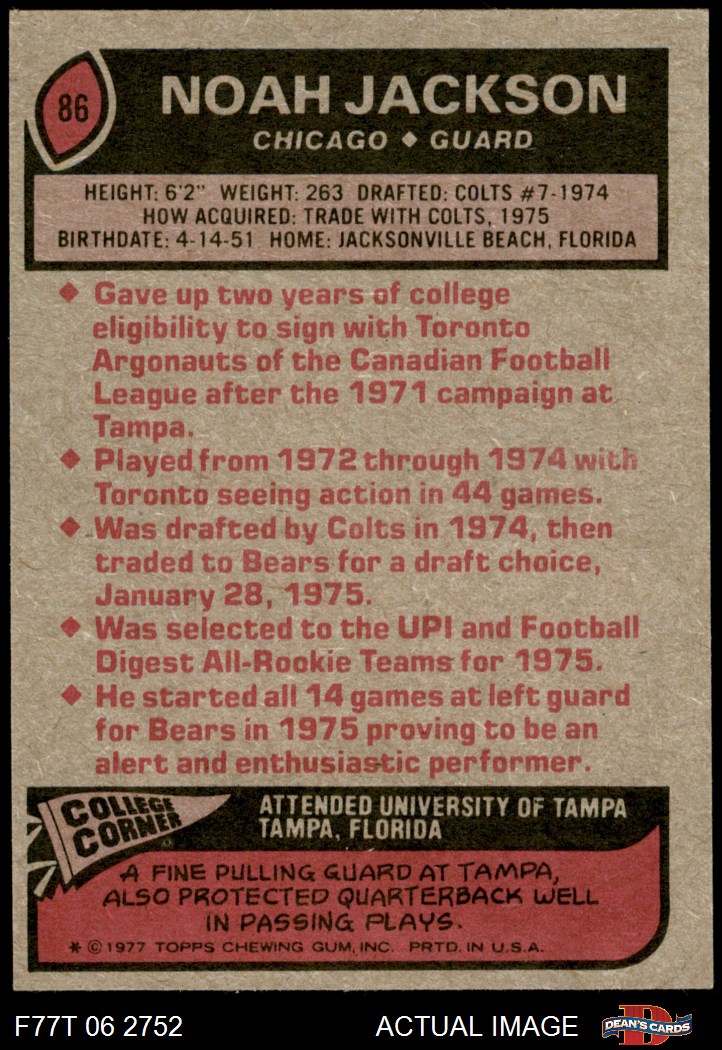 86
NOAH JACKSON
CHICAGO ◆ GUARD
HEIGHT: 6'2" WEIGHT: 263 DRAFTED: COLTS #7-1974
HOW ACQUIRED: TRADE WITH COLTS, 1975
BIRTHDATE: 4-14-51 HOME: JACKSONVILLE BEACH, FLORIDA
◆ Gave up two years of college
eligibility to sign with Toronto
Argonauts of the Canadian Football
League after the 1971 campaign at
Tampa.
◆ Played from 1972 through 1974 with
Toronto seeing action in 44 games.
◆ Was drafted by Colts in 1974, then
traded to Bears for a draft choice,
January 28, 1975.
◆ Was selected to the UPI and Football
Digest All-Rookie Teams for 1975.
◆ He started all 14 games at left guard
for Bears in 1975 proving to be an
alert and enthusiastic performer.
COLLEGE
CORNER
ATTENDED UNIVERSITY OF TAMPA
TAMPA, FLORIDA
A FINE PULLING GUARD AT TAMPA,
ALSO PROTECTED QUARTERBACK WELL
IN PASSING PLAYS.
* © 1977 TOPPS CHEWING GUM, INC. PRTD. IN U.S.A.
F77T 06 2752
ACTUAL IMAGE
D
DEAN'S CARDS